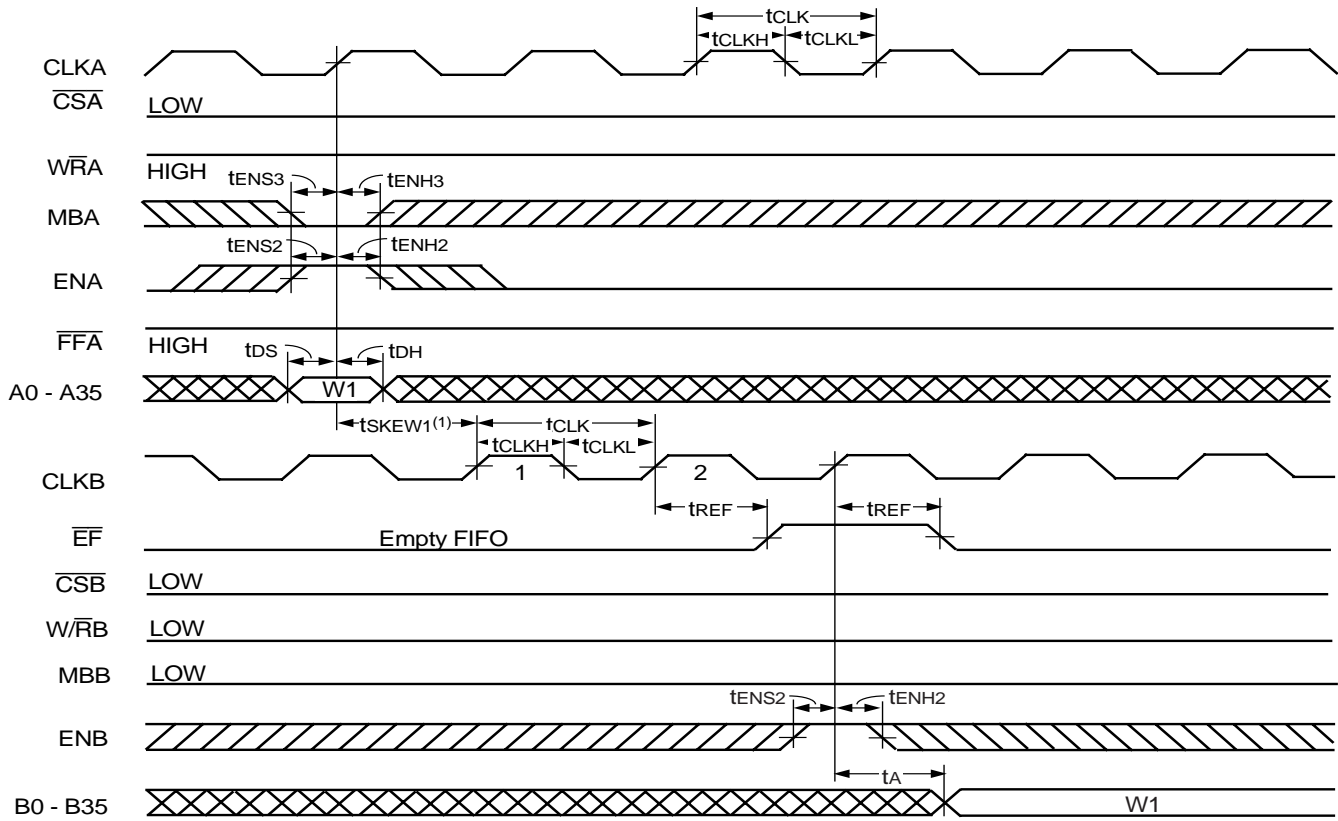 tCLK
tCLKH tCLKL
CLKA
CSA LOW
WRA HIGH
tENS3 tENH3
MBA
tENS2 tENH2
ENA
FFA HIGH
tDS tDH
A0 - A35 W1
tSKEW1(1) tCLK
tCLKH tCLKL
CLKB 1 2
tREF tREF
EF Empty FIFO
CSB LOW
W/RB LOW
MBB LOW
tENS2 tENH2
ENB
tA
B0 - B35 W1